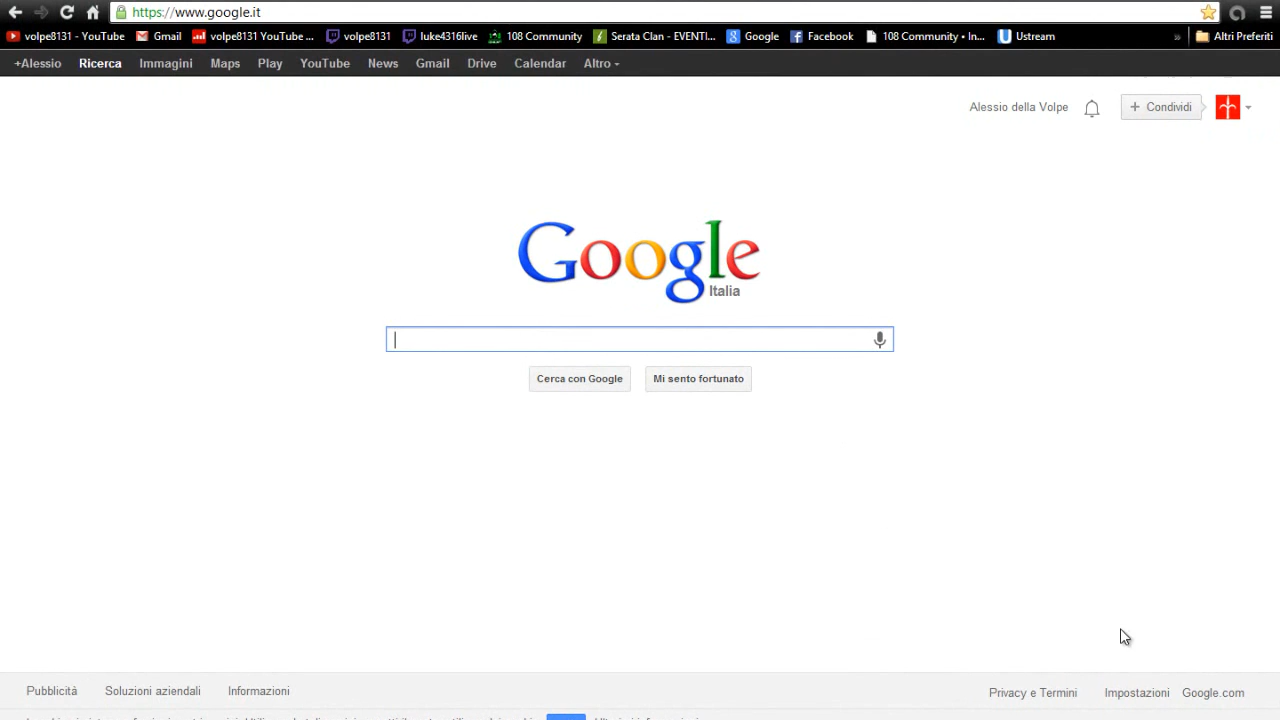 https://www.google.it
volpe8131 - YouTube Gmail volpe8131 YouTube ... volpe8131 luke4316live 108 Community Serata Clan - EVENTI... Google Facebook 108 Community • In... Ustream » Altri Preferiti
+Alessio Ricerca Immagini Maps Play YouTube News Gmail Drive Calendar Altro
Alessio della Volpe + Condividi
Google
Italia
Cerca con Google Mi sento fortunato
Pubblicità Soluzioni aziendali Informazioni Privacy e Termini Impostazioni Google.com